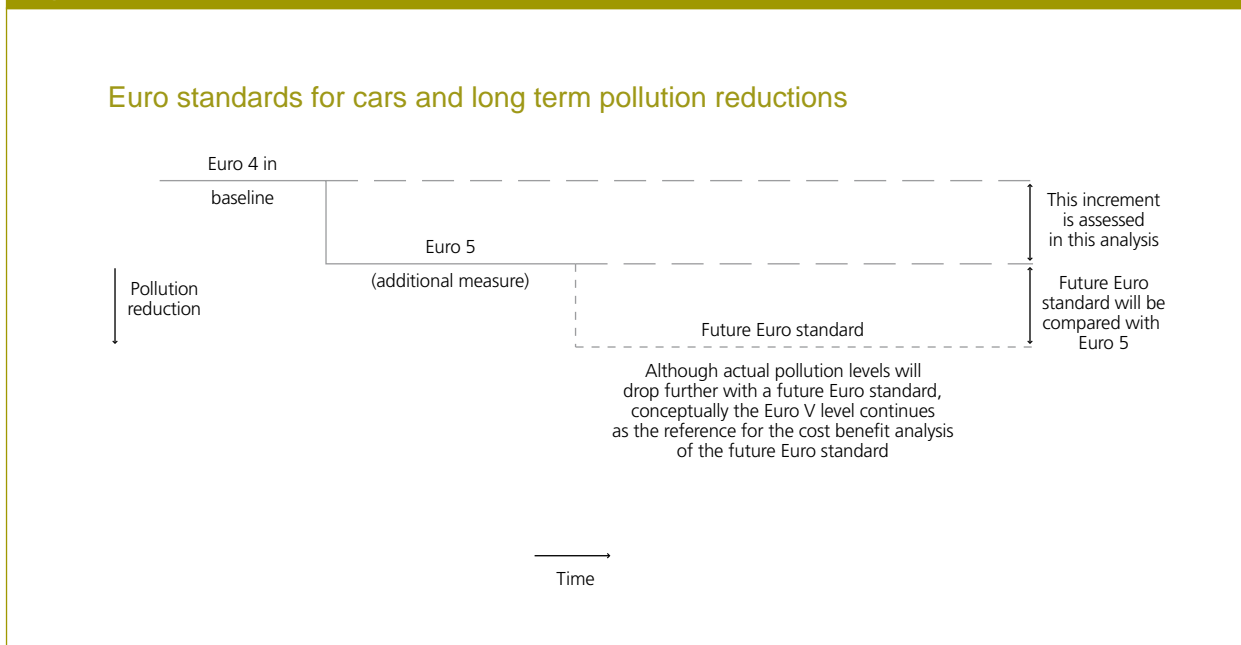 Euro standards for cars and long term pollution reductions
Euro 4 in
baseline
This increment
is assessed
in this analysis
Euro 5
(additional measure)
Pollution
reduction
Future Euro
standard will be
compared with
Euro 5
Future Euro standard
Although actual pollution levels will
drop further with a future Euro standard,
conceptually the Euro V level continues
as the reference for the cost benefit analysis
of the future Euro standard
Time